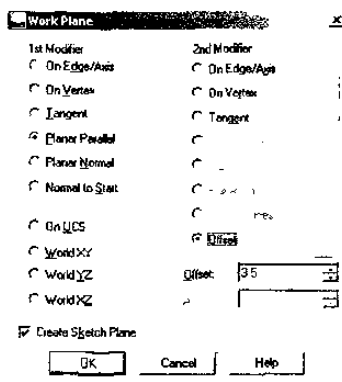 Work Plane
1st Modifier
2nd Modifier
On Edge/Axis
On Edge/Axis
On Vertex
On Vertex
Tangent
Tangent
Planar Parallel
Planar Normal
Normal to Start
On UCS
Offset
World XY
World YZ
Offset: 35
World XZ
Create Sketch Plane
OK
Cancel
Help